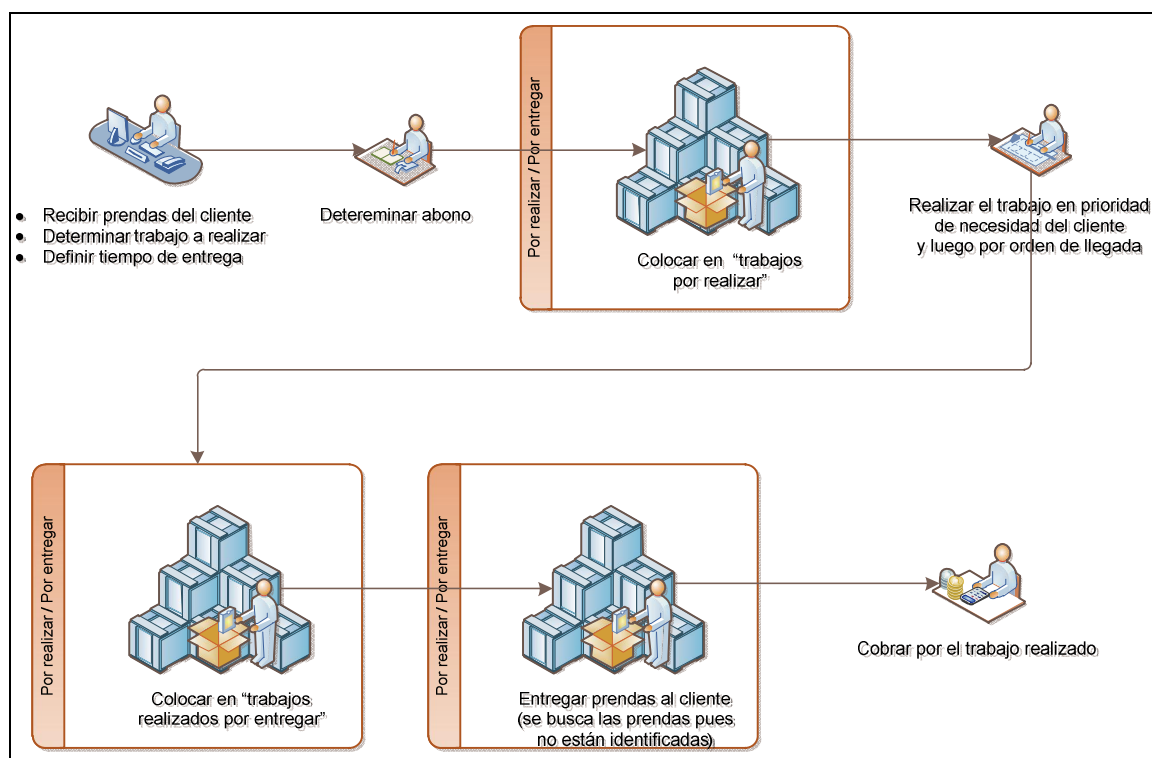 Por realizar / Por entregar
• Recibir prendas del cliente
• Determinar trabajo a realizar
• Definir tiempo de entrega
Detereminar abono
Colocar en “trabajos
por realizar”
Realizar el trabajo en prioridad
de necesidad del cliente
y luego por orden de llegada
Por realizar / Por entregar
Colocar en “trabajos
realizados por entregar”
Por realizar / Por entregar
Entregar prendas al cliente
(se busca las prendas pues
no están identificadas)
Cobrar por el trabajo realizado